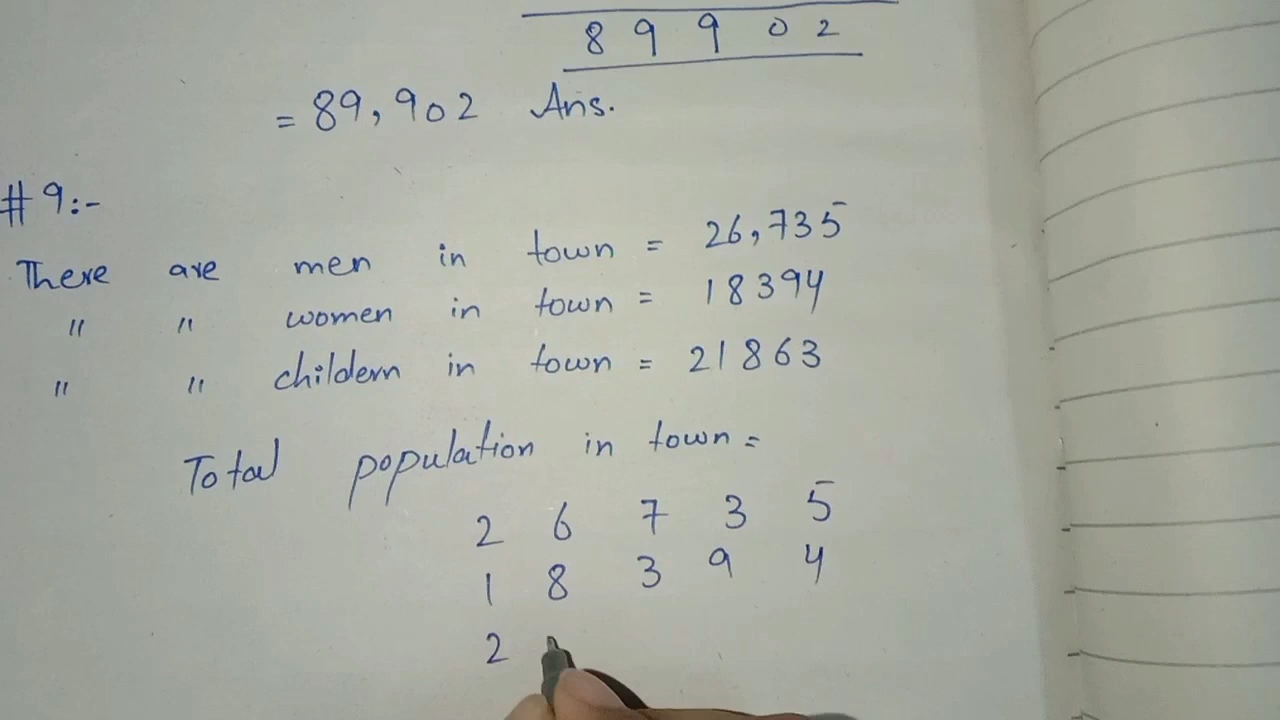 8 9 9 0 2
= 89,902 Ans.
# 9:-
There are men in town = 26,735
" " women in town = 18394
" " childern in town = 21863
Total population in town =
2 6 7 3 5
1 8 3 9 4
2